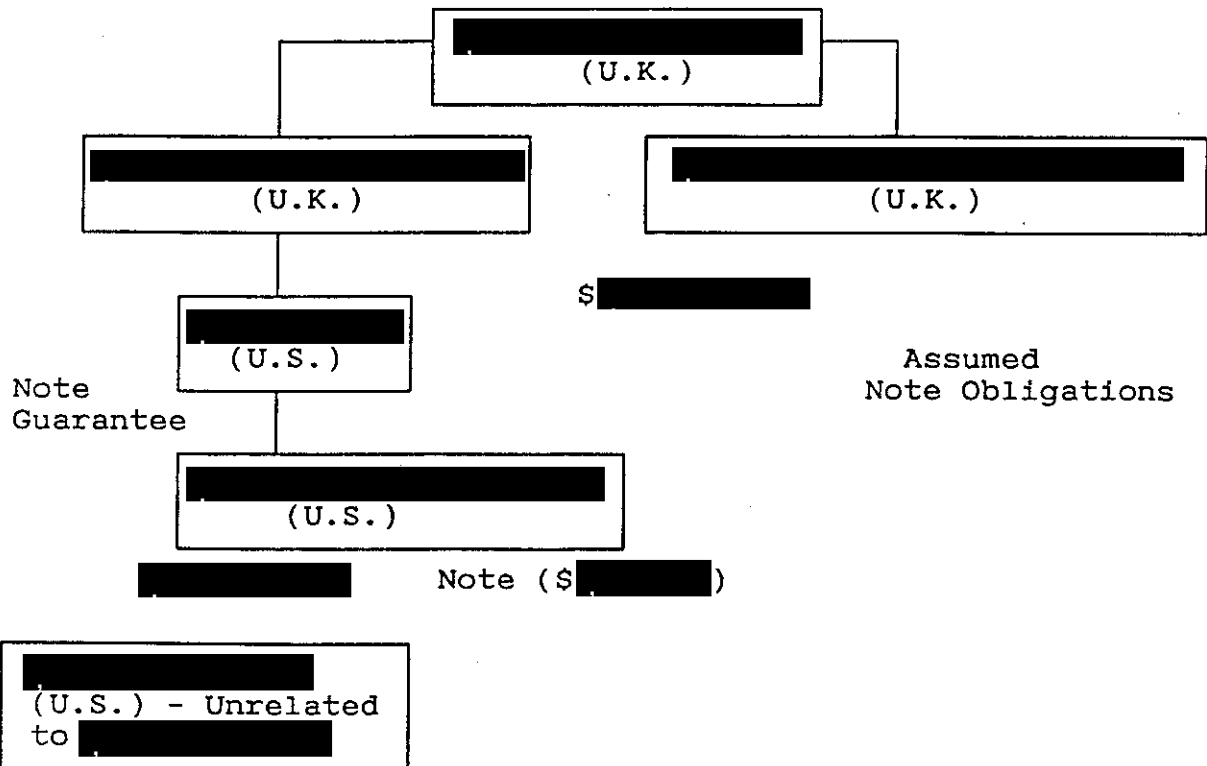 (U.K.)
(U.K.)
(U.K.)
$
(U.S.)
Assumed
Note Obligations
Note
Guarantee
(U.S.)
Note ($ )
(U.S.) - Unrelated
to